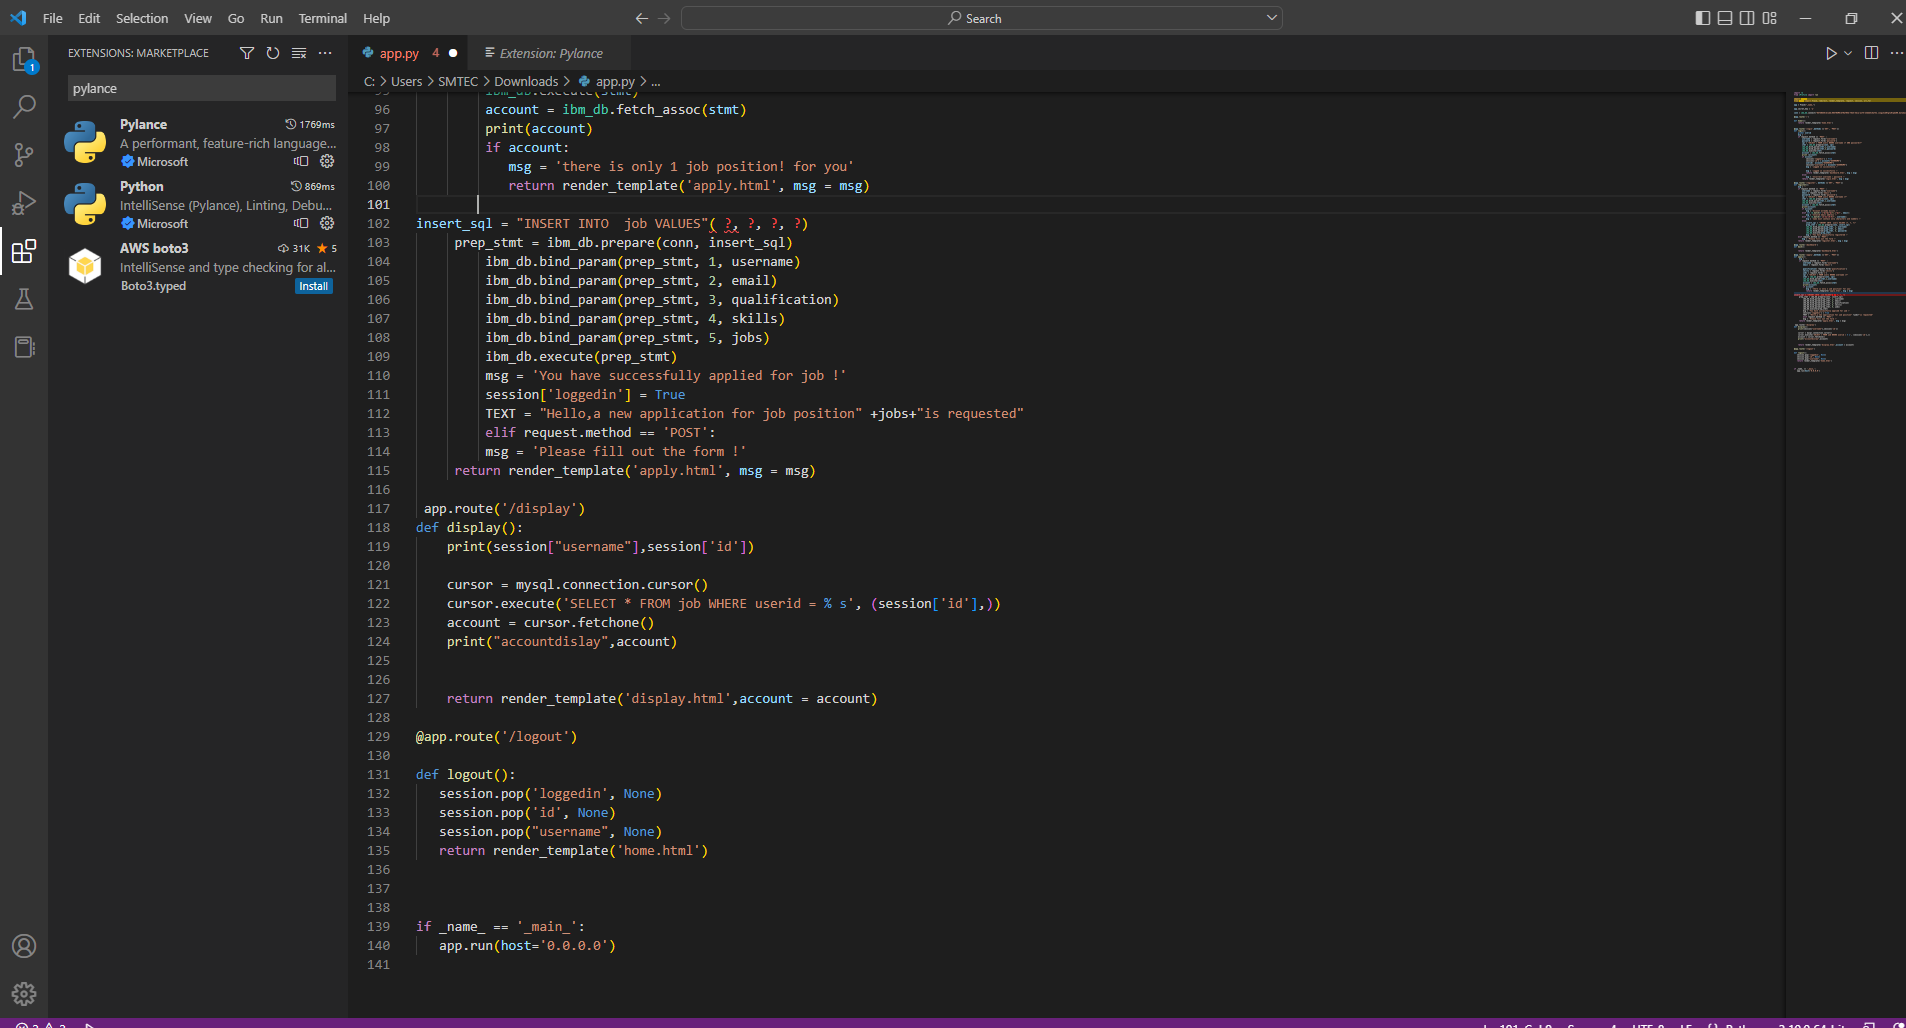 File Edit Selection View Go Run Terminal Help
Search
EXTENSIONS: MARKETPLACE
pylance
Pylance 1769ms
A performant, feature-rich language...
Microsoft
Python 869ms
IntelliSense (Pylance), Linting, Debu...
Microsoft
AWS boto3 31K 5
IntelliSense and type checking for al...
Boto3.typed Install
1
app.py 4
Extension: Pylance
C: > Users > SMTEC > Downloads > app.py > ...
95 ibm_db.execute(stmt)
96 account = ibm_db.fetch_assoc(stmt)
97 print(account)
98 if account:
99 msg = 'there is only 1 job position! for you'
100 return render_template('apply.html', msg = msg)
101
102 insert_sql = "INSERT INTO  job VALUES"( ?, ?, ?, ?)
103 prep_stmt = ibm_db.prepare(conn, insert_sql)
104 ibm_db.bind_param(prep_stmt, 1, username)
105 ibm_db.bind_param(prep_stmt, 2, email)
106 ibm_db.bind_param(prep_stmt, 3, qualification)
107 ibm_db.bind_param(prep_stmt, 4, skills)
108 ibm_db.bind_param(prep_stmt, 5, jobs)
109 ibm_db.execute(prep_stmt)
110 msg = 'You have successfully applied for job !'
111 session['loggedin'] = True
112 TEXT = "Hello,a new application for job position" +jobs+"is requested"
113 elif request.method == 'POST':
114 msg = 'Please fill out the form !'
115 return render_template('apply.html', msg = msg)
116
117 app.route('/display')
118 def display():
119 print(session["username"],session['id'])
120
121 cursor = mysql.connection.cursor()
122 cursor.execute('SELECT * FROM job WHERE userid = % s', (session['id'],))
123 account = cursor.fetchone()
124 print("accountdislay",account)
125
126
127 return render_template('display.html',account = account)
128
129 @app.route('/logout')
130
131 def logout():
132 session.pop('loggedin', None)
133 session.pop('id', None)
134 session.pop("username", None)
135 return render_template('home.html')
136
137
138
139 if _name_ == '_main_':
140 app.run(host='0.0.0.0')
141